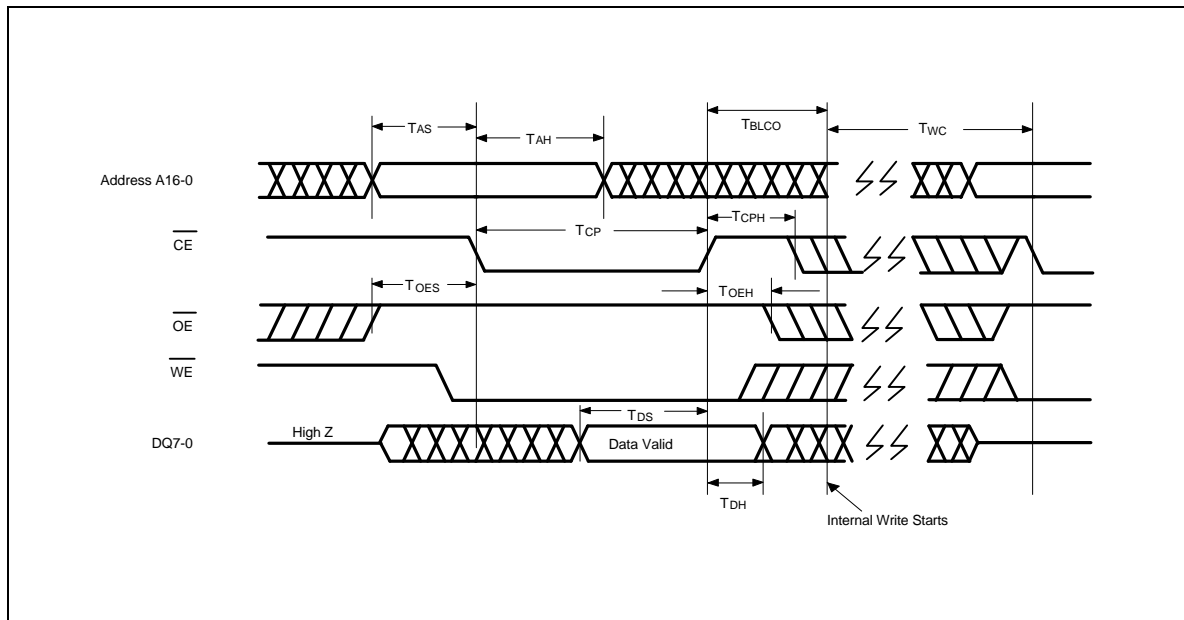 TAS
TAH
TBLCO
TWC
Address A16-0
TCP
TCPH
CE
TOES
TOEH
OE
WE
TDS
High Z
Data Valid
DQ7-0
TDH
Internal Write Starts